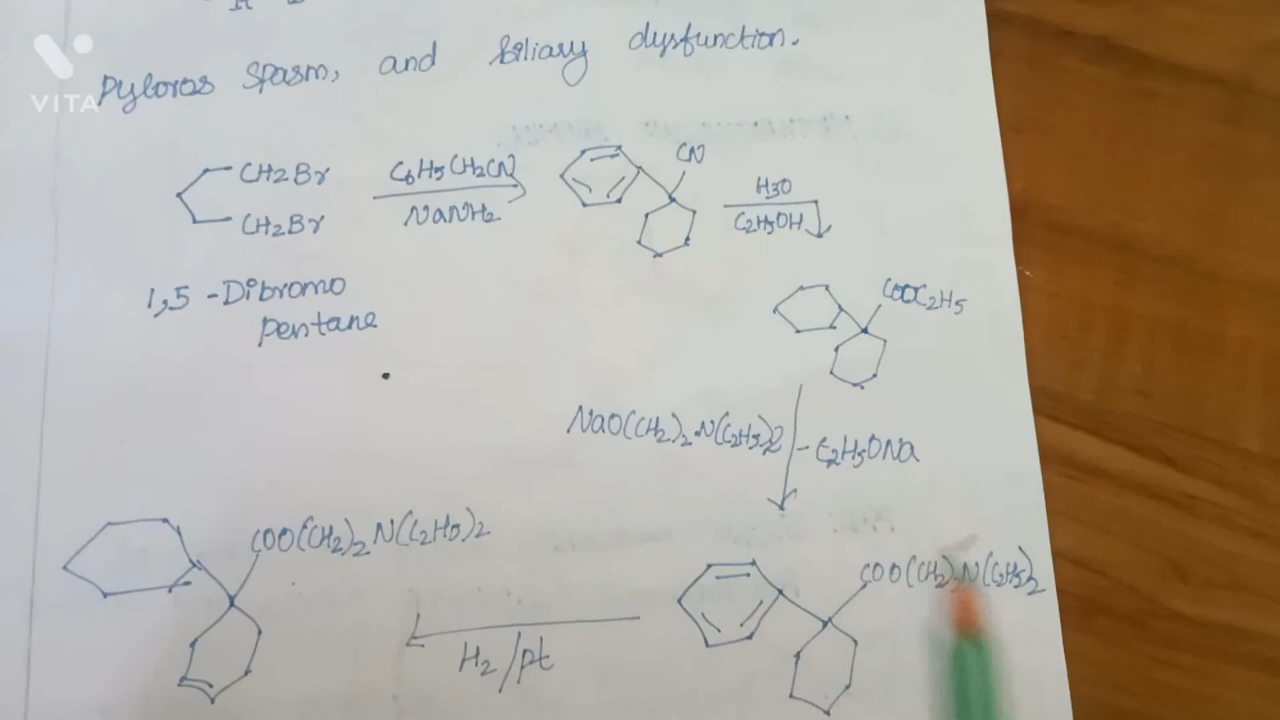 VITA
Pyloros Spasm, and biliary dysfunction.
CH2Br
CH2Br
C6H5CH2CN
NaNH2
CN
H3O
C2H5OH
1,5-Dibromo
pentane
COOC2H5
NaO(CH2)2N(C2H5)2
-C2H5ONa
COO(CH2)2N(C2H5)2
H2/pt
COO(CH2)2N(C2H5)2